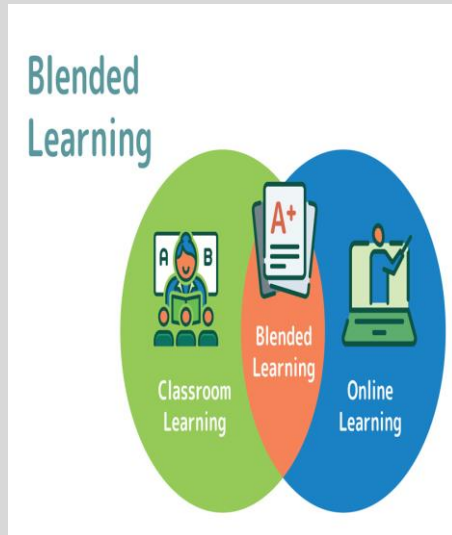 Blended
Learning
A+
A B
Blended
Learning
Classroom
Learning
Online
Learning